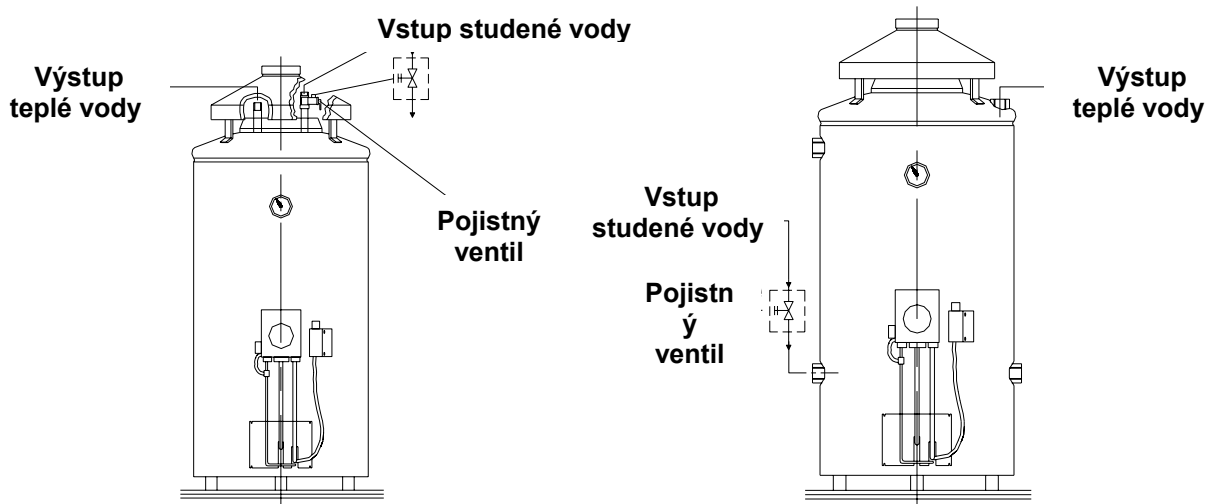 Vstup studené vody
Výstup
teplé vody
Pojistný
ventil
Vstup
studené vody
Pojistn
ý
ventil
Výstup
teplé vody